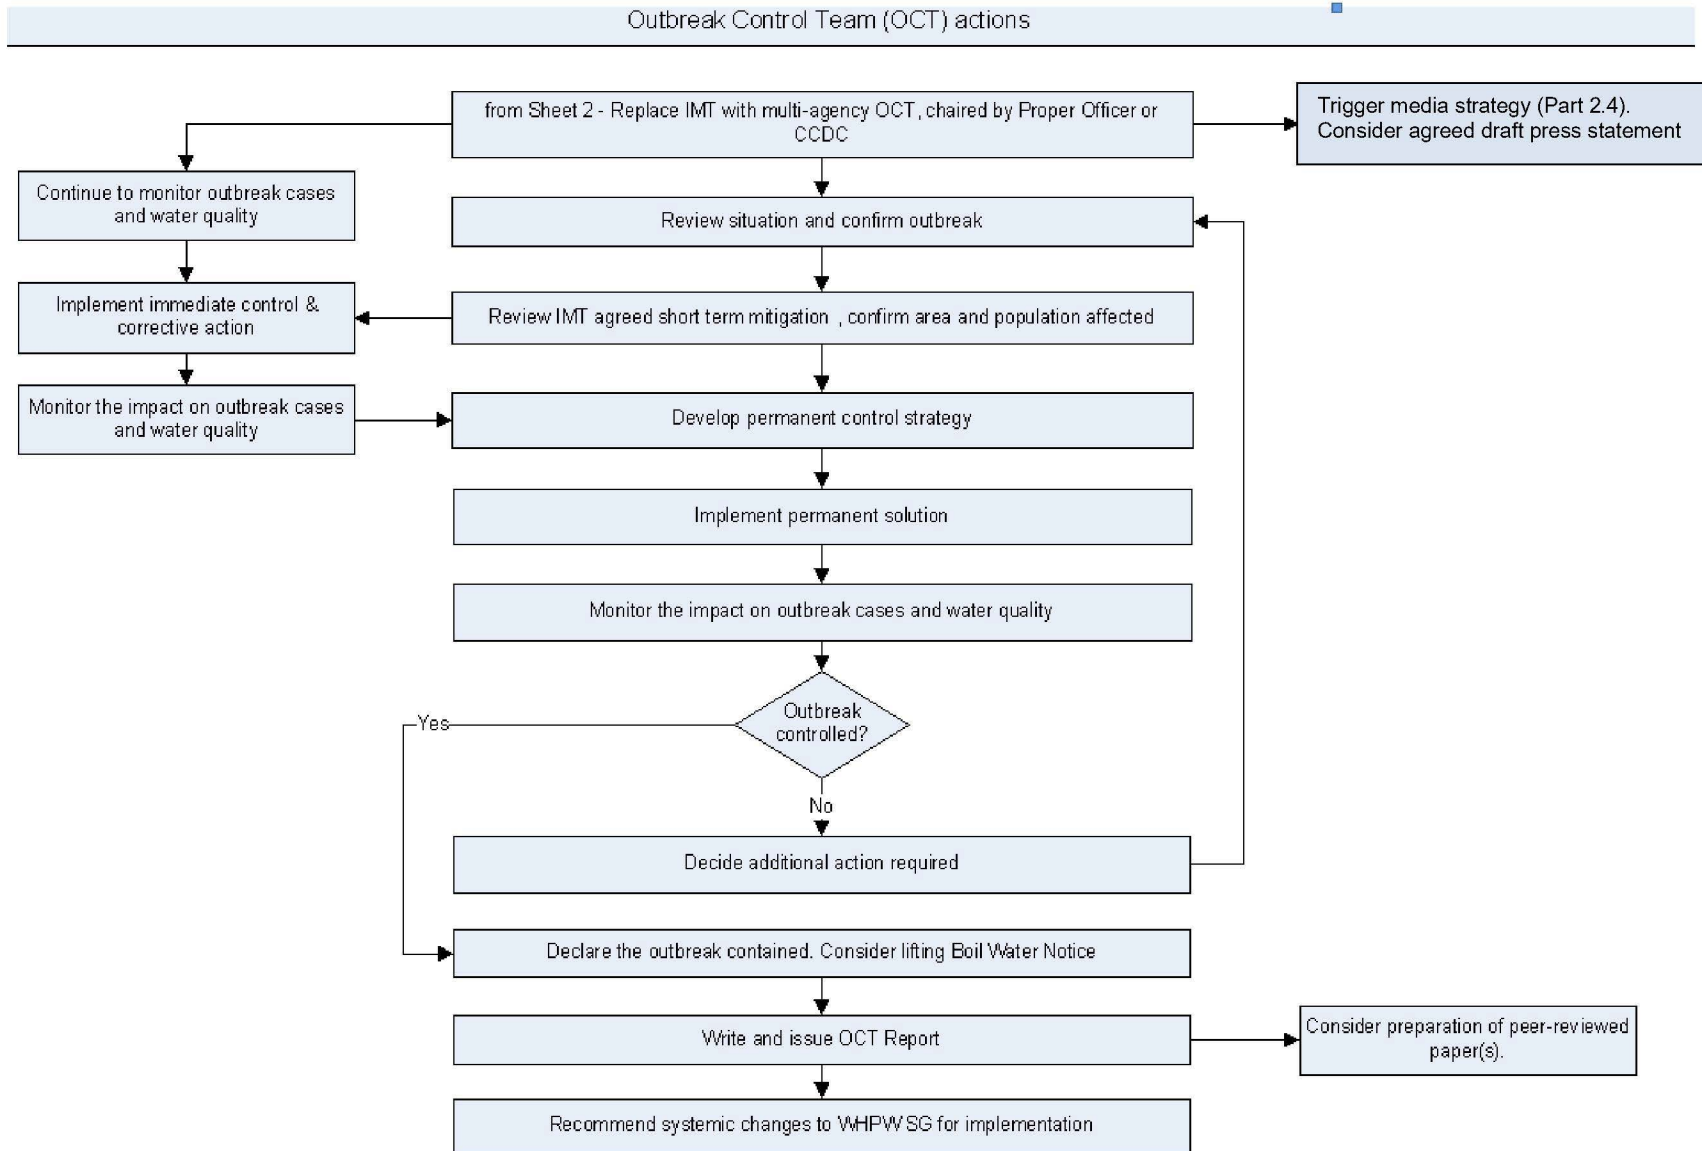 Outbreak Control Team (OCT) actions
from Sheet 2 - Replace IMT with multi-agency OCT, chaired by Proper Officer or
CCDC
Trigger media strategy (Part 2.4).
Consider agreed draft press statement
Continue to monitor outbreak cases
and water quality
Review situation and confirm outbreak
Implement immediate control &
corrective action
Review IMT agreed short term mitigation , confirm area and population affected
Monitor the impact on outbreak cases
and water quality
Develop permanent control strategy
Implement permanent solution
Monitor the impact on outbreak cases and water quality
Outbreak
controlled?
Yes
No
Decide additional action required
Declare the outbreak contained. Consider lifting Boil Water Notice
Write and issue OCT Report
Consider preparation of peer-reviewed
paper(s).
Recommend systemic changes to WHPWSG for implementation